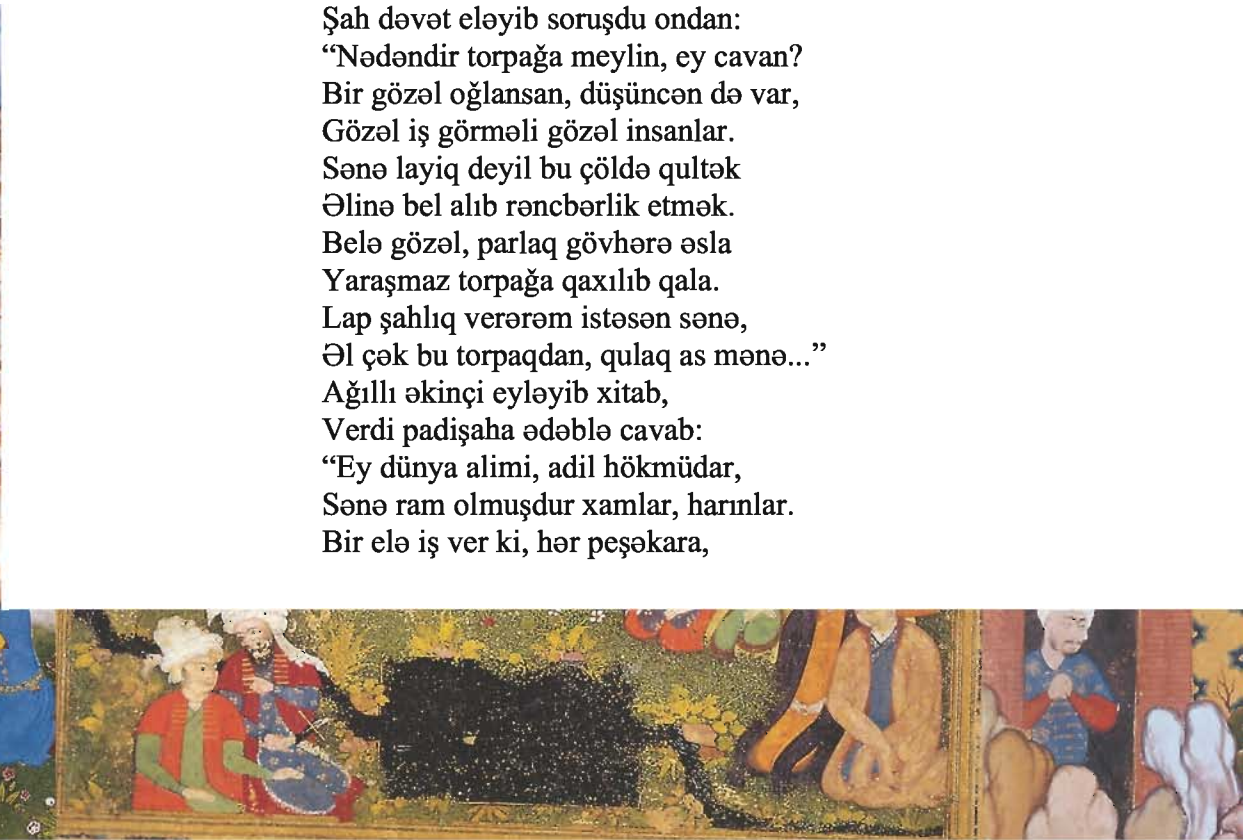 Şah dəvət eləyib soruşdu ondan:
“Nədəndir torpağa meylin, ey cavan?
Bir gözəl oğlansan, düşüncən də var,
Gözəl iş görməli gözəl insanlar.
Sənə layiq deyil bu çöldə qultək
Əlinə bel alıb rəncbərlik etmək.
Belə gözəl, parlaq gövhərə əsla
Yaraşmaz torpağa qaxılıb qala.
Lap şahlıq verərəm istəsən sənə,
Əl çək bu torpaqdan, qulaq as mənə...”
Ağıllı əkinçi eyləyib xitab,
Verdi padişaha ədəblə cavab:
“Ey dünya alimi, adil hökmüdar,
Sənə ram olmuşdur xamlar, harınlar.
Bir elə iş ver ki, hər peşəkara,